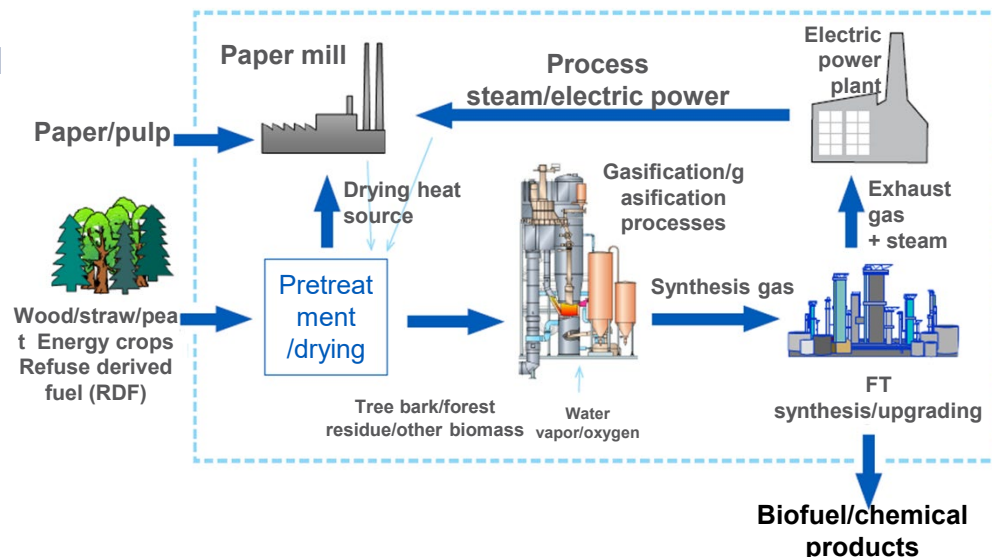 Paper mill
Process
steam/electric power
Electric
power
plant
Paper/pulp
Drying heat
source
Gasification/g
asification
processes
Exhaust
gas
+ steam
Pretreat
ment
/drying
Synthesis gas
Wood/straw/pea
t Energy crops
Refuse derived
fuel (RDF)
Tree bark/forest
residue/other biomass
Water
vapor/oxygen
FT
synthesis/upgrading
Biofuel/chemical
products